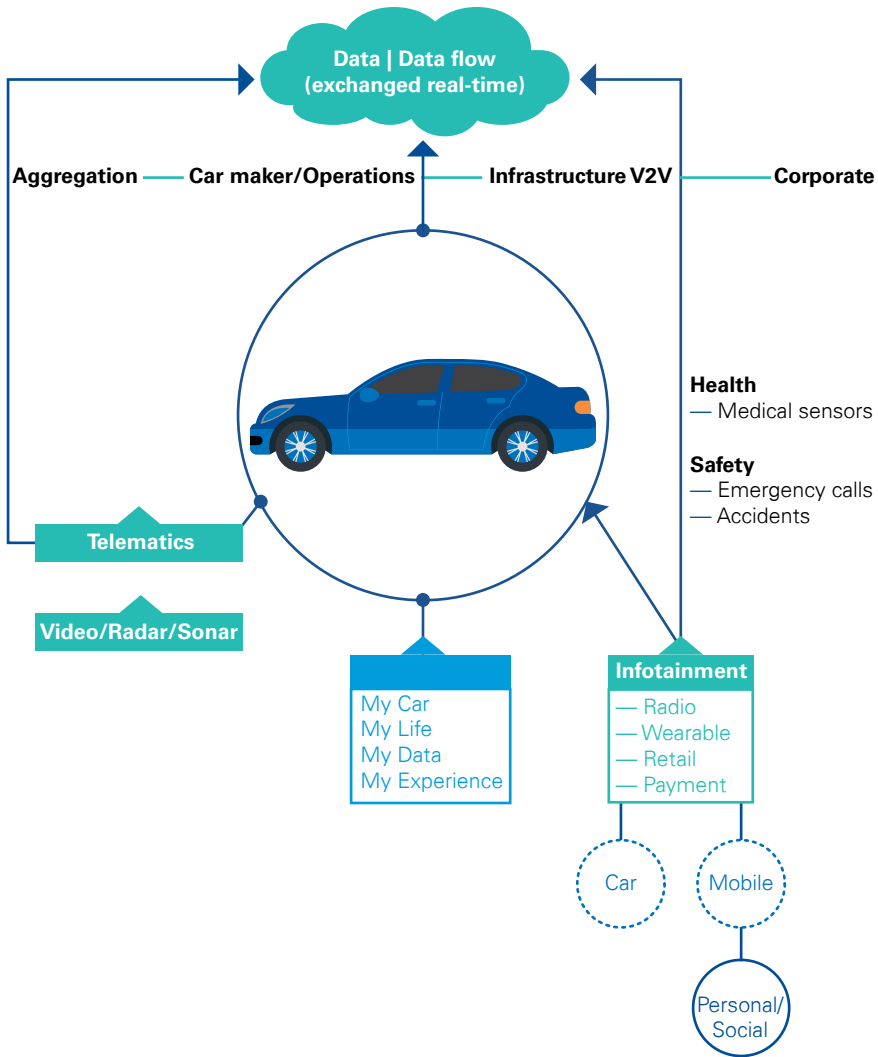 Data | Data flow
(exchanged real-time)
Aggregation — Car maker/Operations — Infrastructure V2V — Corporate
Health
— Medical sensors
Safety
— Emergency calls
— Accidents
Telematics
Video/Radar/Sonar
My Car
My Life
My Data
My Experience
Infotainment
— Radio
— Wearable
— Retail
— Payment
Car
Mobile
Personal/
Social